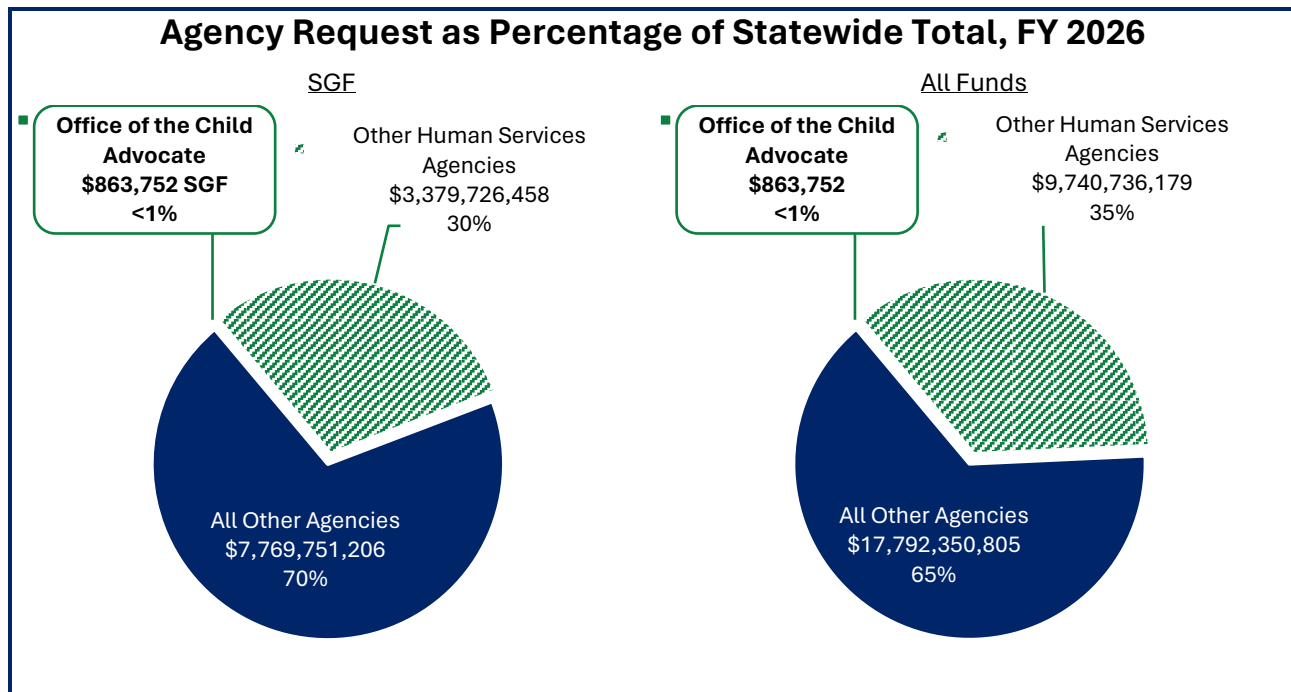 Agency Request as Percentage of Statewide Total, FY 2026
SGF
Office of the Child
Advocate
$863,752 SGF
<1%
Other Human Services
Agencies
$3,379,726,458
30%
All Other Agencies
$7,769,751,206
70%
All Funds
Office of the Child
Advocate
$863,752
<1%
Other Human Services
Agencies
$9,740,736,179
35%
All Other Agencies
$17,792,350,805
65%